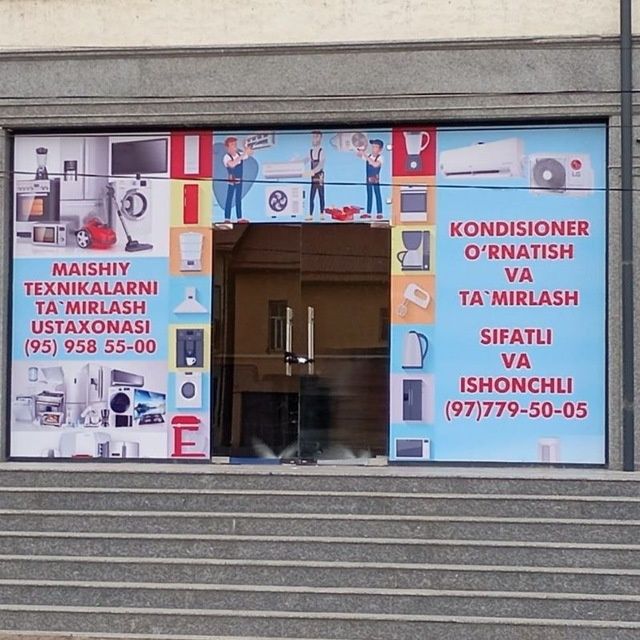 MAISHIY
TEXNIKALARNI
TA`MIRLASH
USTAXONASI
(95) 958 55-00
KONDISIONER
O‘RNATISH
VA
TA`MIRLASH
SIFATLI
VA
ISHONCHLI
(97)779-50-05
LG